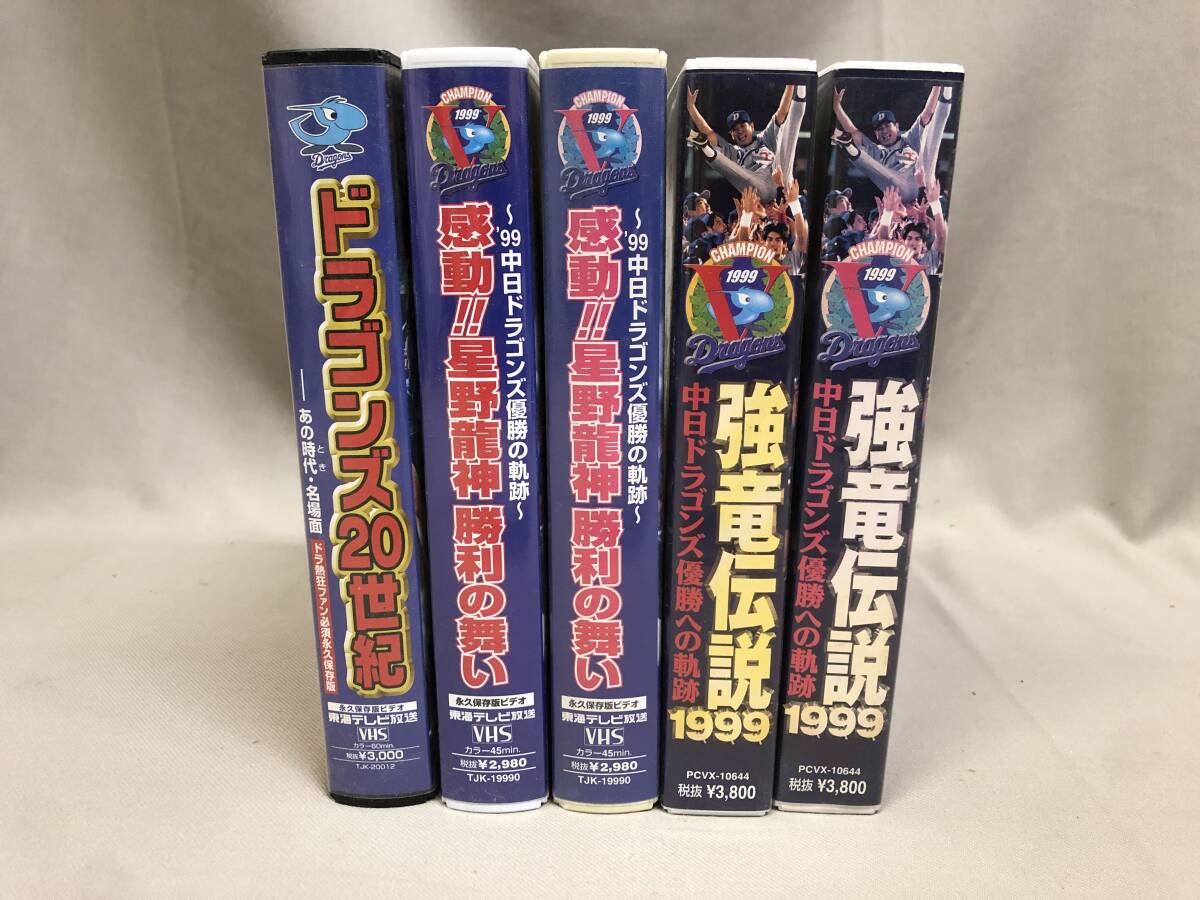 Dragons
ドラゴンズ20世紀
――あの時代・名場面
とき
ドラ熱狂ファン必須永久保存版
永久保存版ビデオ
東海テレビ放送
VHS
カラー60min.
税抜¥3,000
TJK-20012
CHAMPION
1999
V
Dragons
〜'99中日ドラゴンズ優勝の軌跡〜
感動!!星野龍神 勝利の舞い
永久保存版ビデオ
東海テレビ放送
VHS
カラー45min.
税抜¥2,980
TJK-19990
CHAMPION
1999
V
Dragons
〜'99中日ドラゴンズ優勝の軌跡〜
感動!!星野龍神 勝利の舞い
永久保存版ビデオ
東海テレビ放送
VHS
カラー45min.
税抜¥2,980
TJK-19990
D
CHAMPION
1999
V
Dragons
強竜伝説
中日ドラゴンズ優勝への軌跡
1999
PCVX-10644
税抜 ¥3,800
D
CHAMPION
1999
V
Dragons
強竜伝説
中日ドラゴンズ優勝への軌跡
1999
PCVX-10644
税抜 ¥3,800